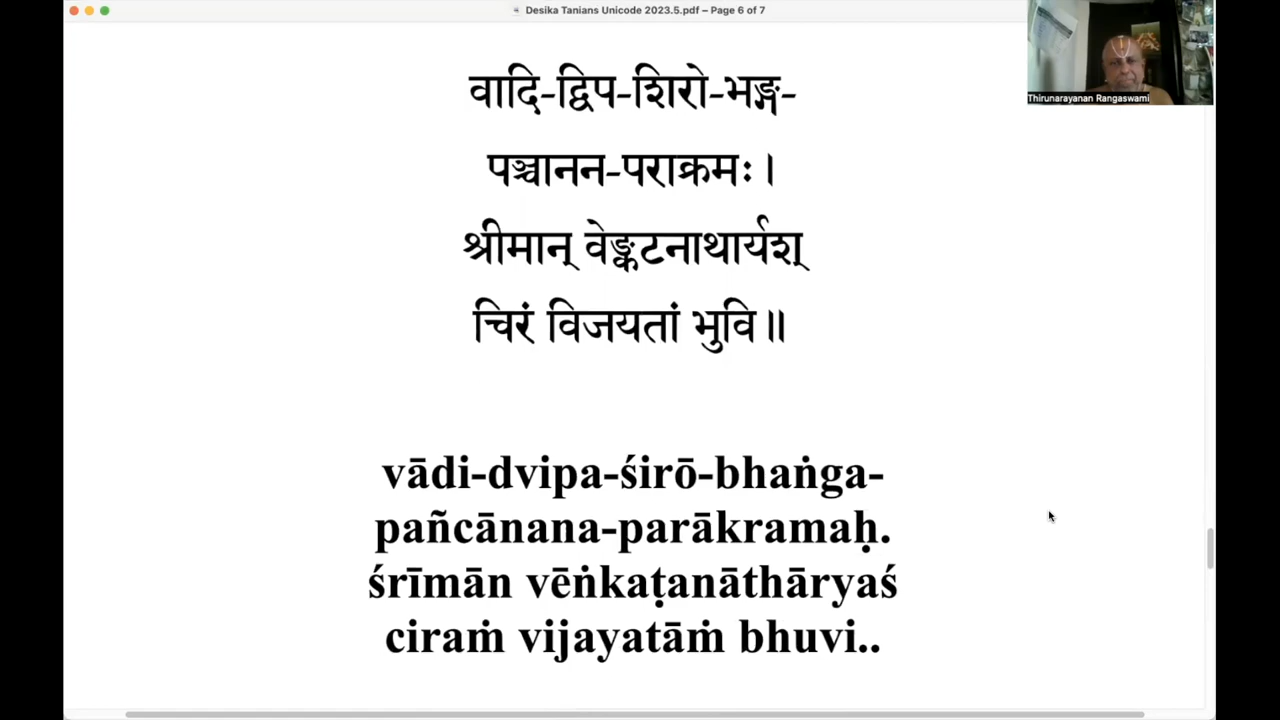 Desika Tanians Unicode 2023.5.pdf – Page 6 of 7
Thirunarayanan Rangaswami
वादि-द्विप-शिरो-भङ्ग-
पञ्चानन-पराक्रमः।
श्रीमान् वेङ्कटनाथार्यश्
चिरं विजयतां भुवि॥
vādi-dvipa-śirō-bhaṅga-
pañcānana-parākramaḥ.
śrīmān vēṅkaṭanāthāryaś
ciraṁ vijayatāṁ bhuvi..